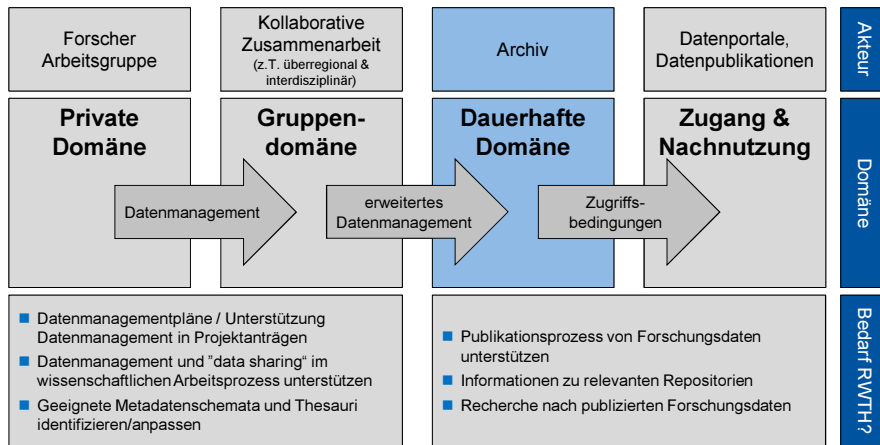 Forscher
Arbeitsgruppe
Kollaborative
Zusammenarbeit
(z.T. überregional &
interdisziplinär)
Archiv
Datenportale,
Datenpublikationen
Akteur
Private
Domäne
Gruppen-
domäne
Dauerhafte
Domäne
Zugang &
Nachnutzung
Domäne
Datenmanagement
erweitertes
Datenmanagement
Zugriffs-
bedingungen
Datenmanagementpläne / Unterstützung
Datenmanagement in Projektanträgen
Datenmanagement und "data sharing“ im
wissenschaftlichen Arbeitsprozess unterstützen
Geeignete Metadatenschemata und Thesauri
identifizieren/anpassen
Publikationsprozess von Forschungsdaten
unterstützen
Informationen zu relevanten Repositorien
Recherche nach publizierten Forschungsdaten
Bedarf RWTH?